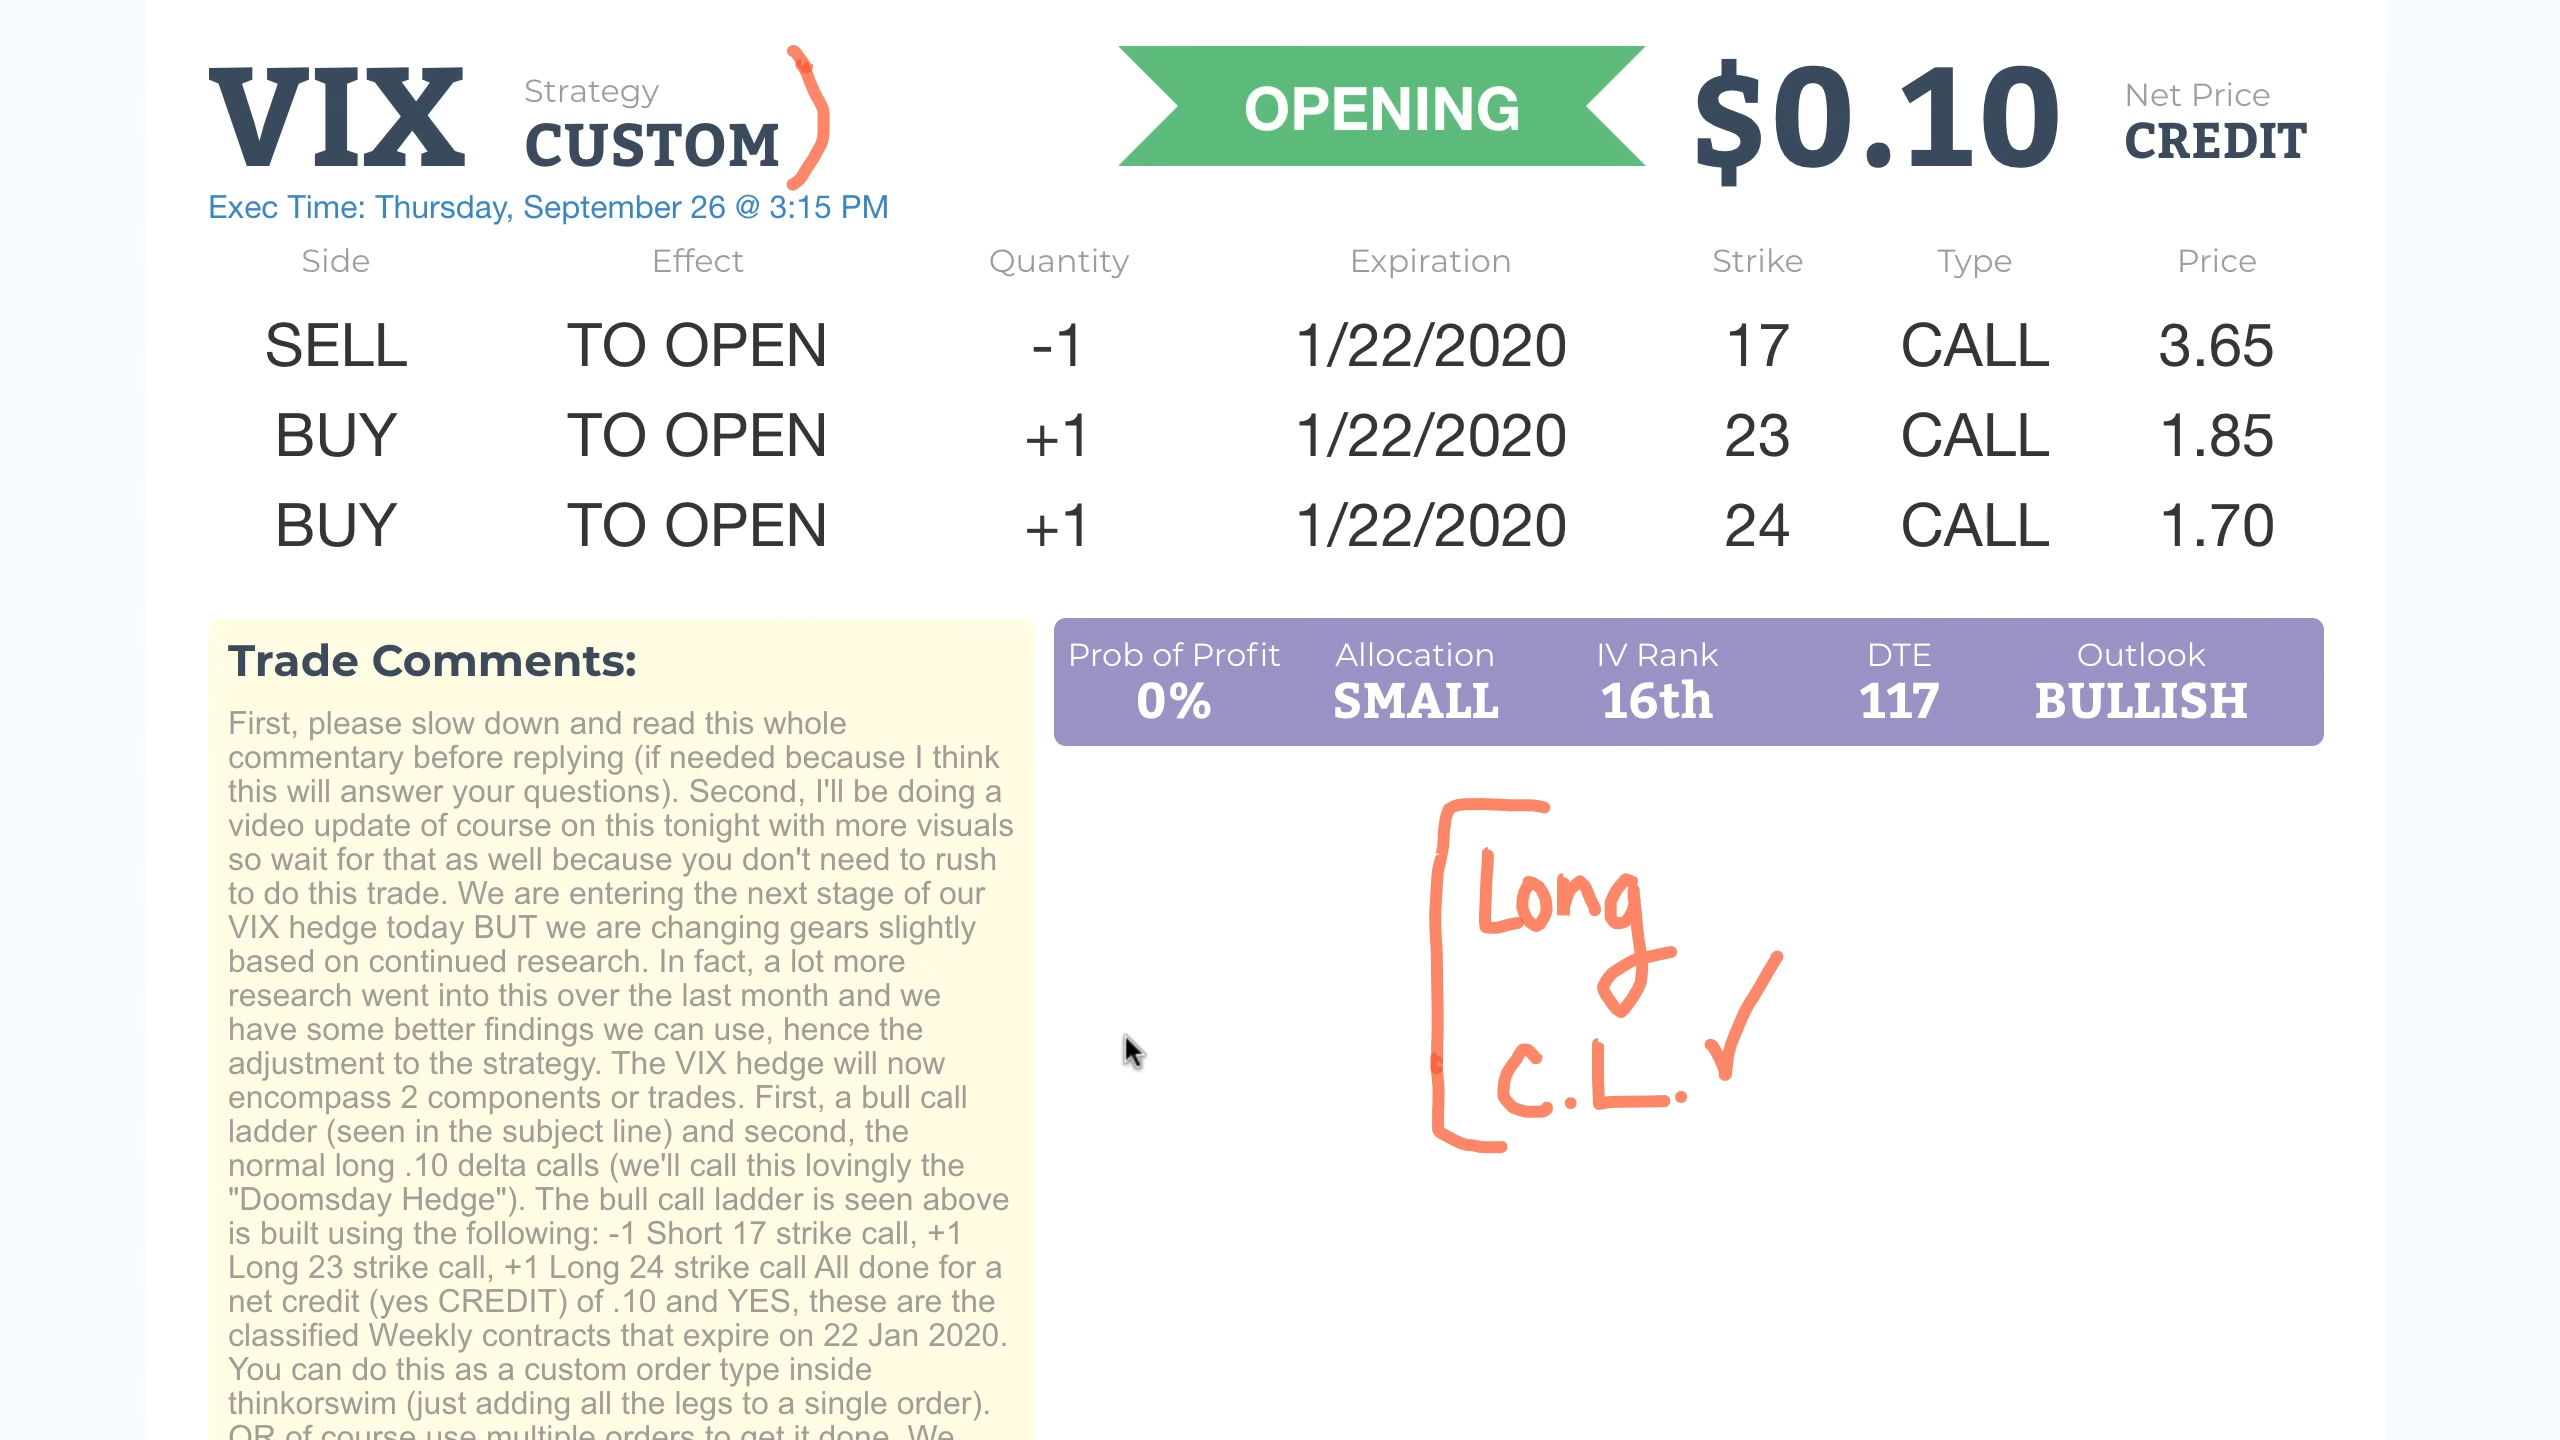 VIX
Strategy
CUSTOM
OPENING
$0.10
Net Price
CREDIT
Exec Time: Thursday, September 26 @ 3:15 PM
Side Effect Quantity Expiration Strike Type Price
SELL TO OPEN -1 1/22/2020 17 CALL 3.65
BUY TO OPEN +1 1/22/2020 23 CALL 1.85
BUY TO OPEN +1 1/22/2020 24 CALL 1.70
Trade Comments:
First, please slow down and read this whole
commentary before replying (if needed because I think
this will answer your questions). Second, I'll be doing a
video update of course on this tonight with more visuals
so wait for that as well because you don't need to rush
to do this trade. We are entering the next stage of our
VIX hedge today BUT we are changing gears slightly
based on continued research. In fact, a lot more
research went into this over the last month and we
have some better findings we can use, hence the
adjustment to the strategy. The VIX hedge will now
encompass 2 components or trades. First, a bull call
ladder (seen in the subject line) and second, the
normal long .10 delta calls (we'll call this lovingly the
"Doomsday Hedge"). The bull call ladder is seen above
is built using the following: -1 Short 17 strike call, +1
Long 23 strike call, +1 Long 24 strike call All done for a
net credit (yes CREDIT) of .10 and YES, these are the
classified Weekly contracts that expire on 22 Jan 2020.
You can do this as a custom order type inside
thinkorswim (just adding all the legs to a single order).
OR of course use multiple orders to get it done. We
Prob of Profit Allocation IV Rank DTE Outlook
0% SMALL 16th 117 BULLISH
Long
C.L.